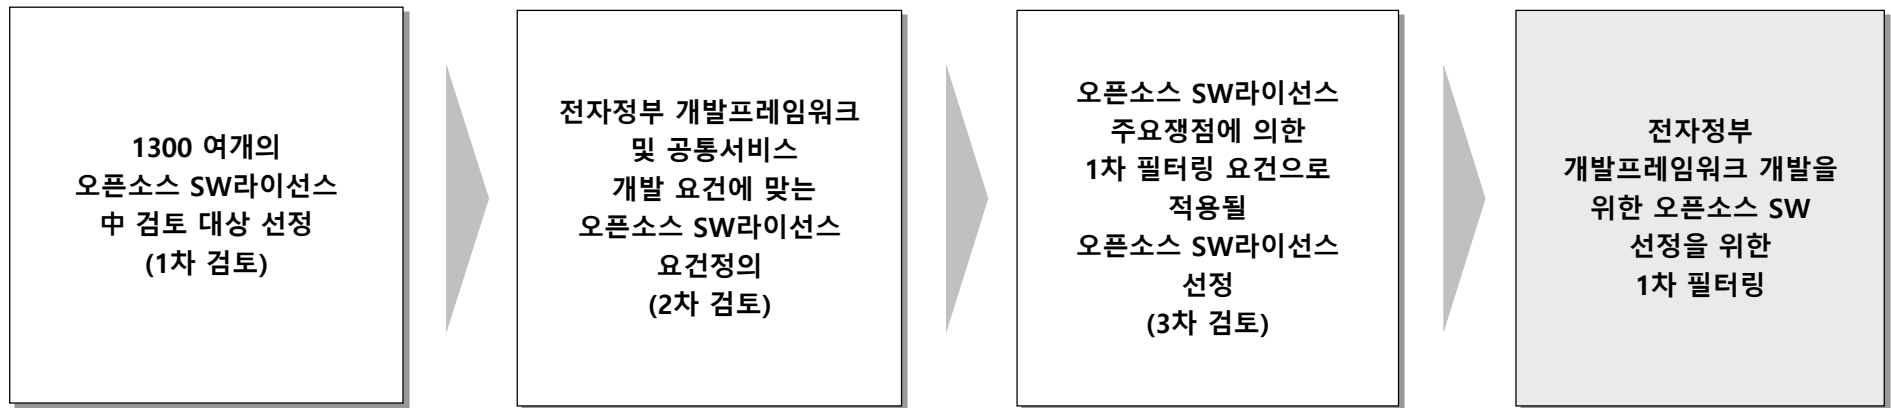 1300 여개의
오픈소스 SW라이선스
中 검토 대상 선정
(1차 검토)
전자정부 개발프레임워크
및 공통서비스
개발 요건에 맞는
오픈소스 SW라이선스
요건정의
(2차 검토)
오픈소스 SW라이선스
주요쟁점에 의한
1차 필터링 요건으로
적용될
오픈소스 SW라이선스
선정
(3차 검토)
전자정부
개발프레임워크 개발을
위한 오픈소스 SW
선정을 위한
1차 필터링